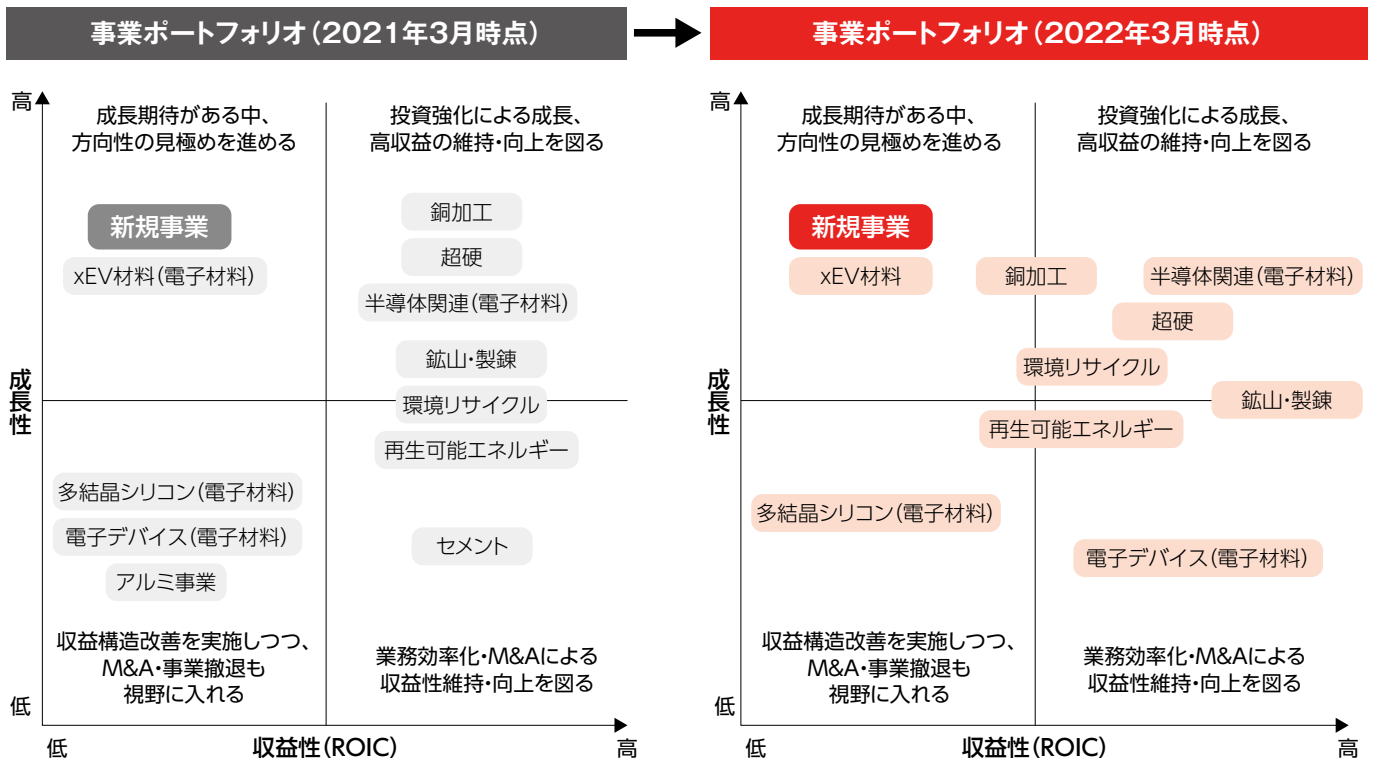 事業ポートフォリオ(2021年3月時点)
高
成長期待がある中、
方向性の見極めを進める
投資強化による成長、
高収益の維持・向上を図る
新規事業
xEV材料(電子材料)
銅加工
超硬
半導体関連(電子材料)
鉱山・製錬
環境リサイクル
再生可能エネルギー
成長性
多結晶シリコン(電子材料)
電子デバイス(電子材料)
アルミ事業
セメント
収益構造改善を実施しつつ、
M&A・事業撤退も
視野に入れる
業務効率化・M&Aによる
収益性維持・向上を図る
低
低
収益性(ROIC)
高
事業ポートフォリオ(2022年3月時点)
高
成長期待がある中、
方向性の見極めを進める
投資強化による成長、
高収益の維持・向上を図る
新規事業
xEV材料
銅加工
半導体関連(電子材料)
超硬
環境リサイクル
鉱山・製錬
再生可能エネルギー
成長性
多結晶シリコン(電子材料)
電子デバイス(電子材料)
収益構造改善を実施しつつ、
M&A・事業撤退も
視野に入れる
業務効率化・M&Aによる
収益性維持・向上を図る
低
低
収益性(ROIC)
高